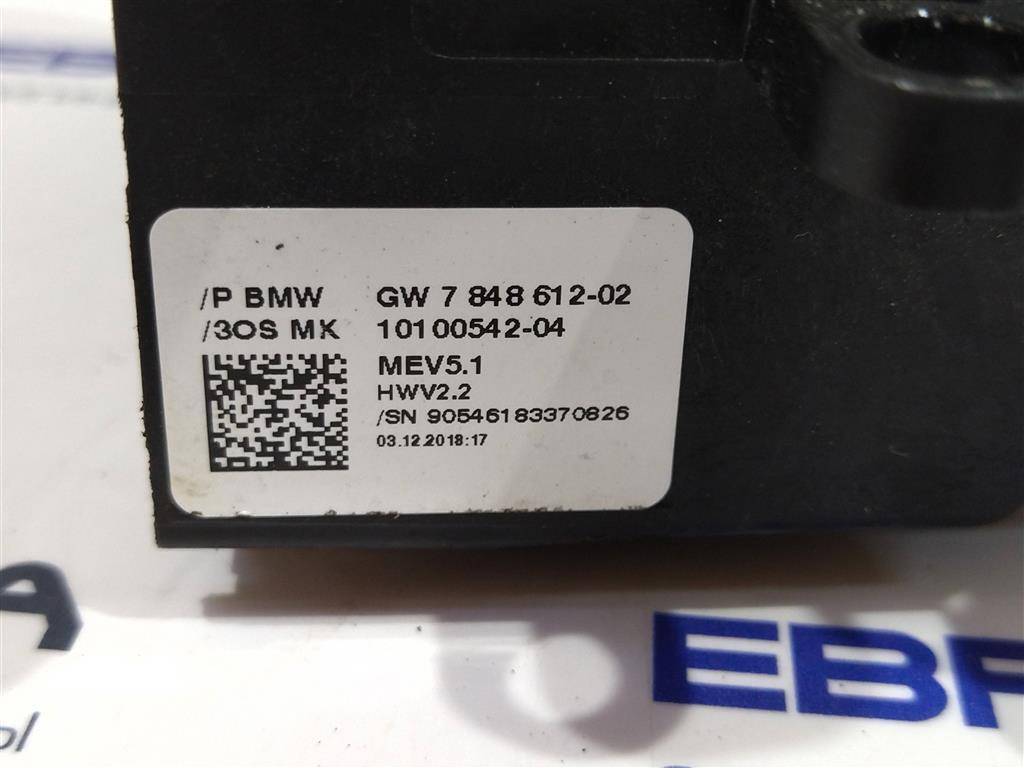 /P BMW GW 7 848 612-02
/3OS MK 10100542-04
MEV5.1
HWV2.2
/SN 90546183370826
03.12.2018:17
A
EBF
ol